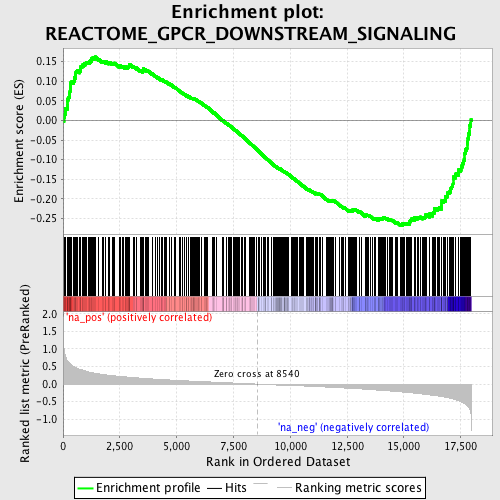 Enrichment plot:
REACTOME_GPCR_DOWNSTREAM_SIGNALING
Enrichment score (ES)
0.15
0.10
0.05
0.00
-0.05
-0.10
-0.15
-0.20
-0.25
Ranked list metric (PreRanked)
2.0
1.5
1.0
0.5
0.0
-0.5
-1.0
'na_pos' (positively correlated)
Zero cross at 8540
'na_neg' (negatively correlated)
0
2,500
5,000
7,500
10,000
12,500
15,000
17,500
Rank in Ordered Dataset
Enrichment profile
Hits
Ranking metric scores